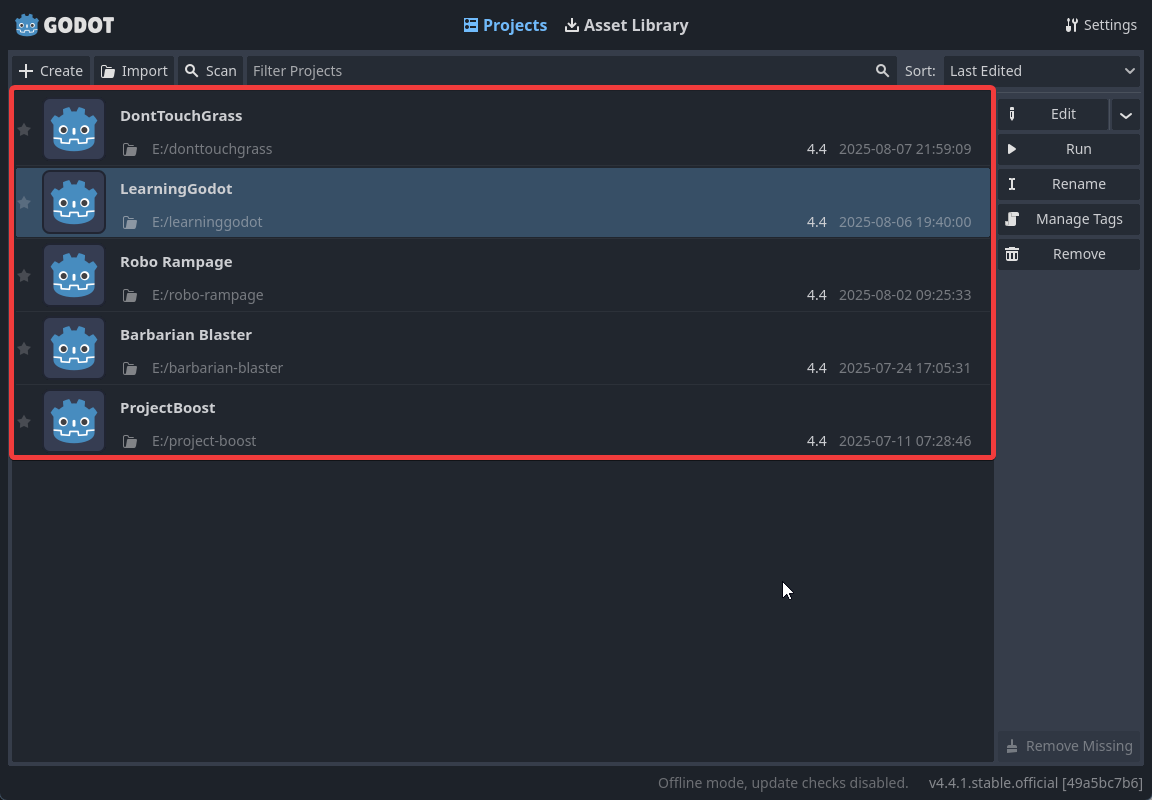 GODOT
Projects Asset Library
Settings
Create Import Scan Filter Projects Sort: Last Edited
DontTouchGrass
E:/donttouchgrass 4.4 2025-08-07 21:59:09
LearningGodot
E:/learninggodot 4.4 2025-08-06 19:40:00
Robo Rampage
E:/robo-rampage 4.4 2025-08-02 09:25:33
Barbarian Blaster
E:/barbarian-blaster 4.4 2025-07-24 17:05:31
ProjectBoost
E:/project-boost 4.4 2025-07-11 07:28:46
Edit
Run
Rename
Manage Tags
Remove
Remove Missing
Offline mode, update checks disabled. v4.4.1.stable.official [49a5bc7b6]